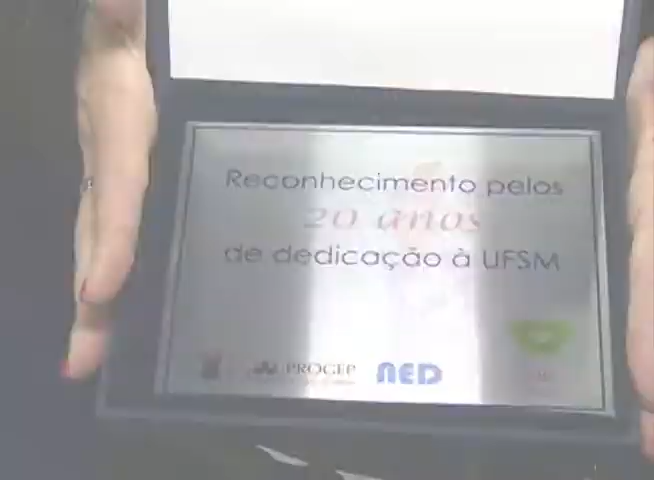 Reconhecimento pelos
20 anos
de dedicação à UFSM
PROGEP
NED